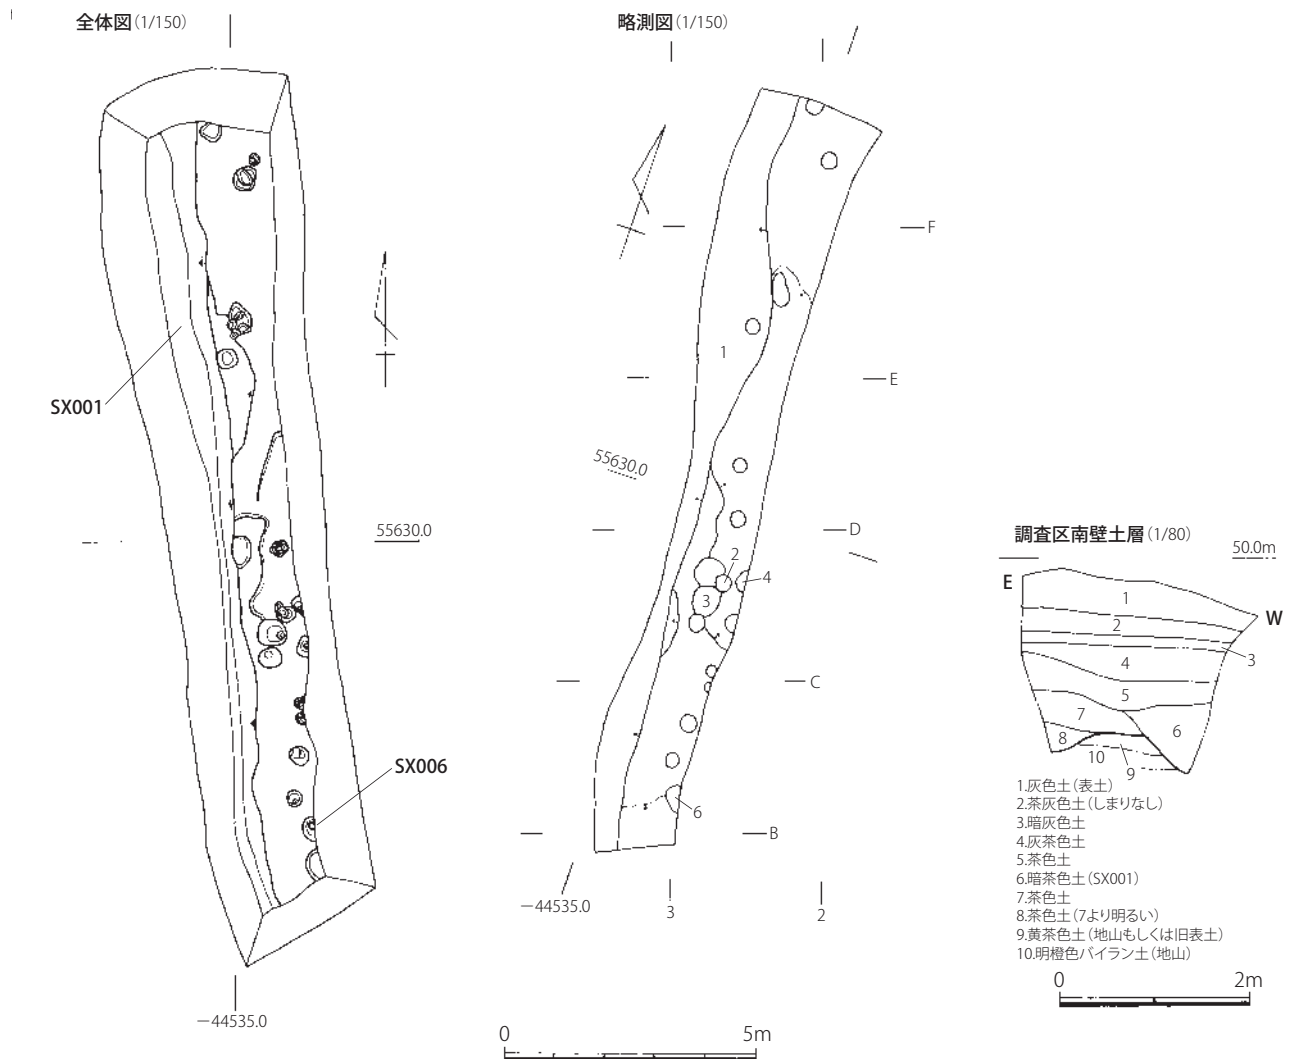 全体図(1/150)
SX001
SX006
55630.0
－44535.0
略測図(1/150)
F
E
D
C
B
55630.0
1
2
3
4
6
－44535.0
3
2
0 5m
調査区南壁土層(1/80)
50.0m
E
W
1
2
3
4
5
6
7
8
9
10
1.灰色土(表土)
2.茶灰色土(しまりなし)
3.暗灰色土
4.灰茶色土
5.茶色土
6.暗茶色土(SX001)
7.茶色土
8.茶色土(7より明るい)
9.黄茶色土(地山もしくは旧表土)
10.明橙色バイラン土(地山)
0 2m